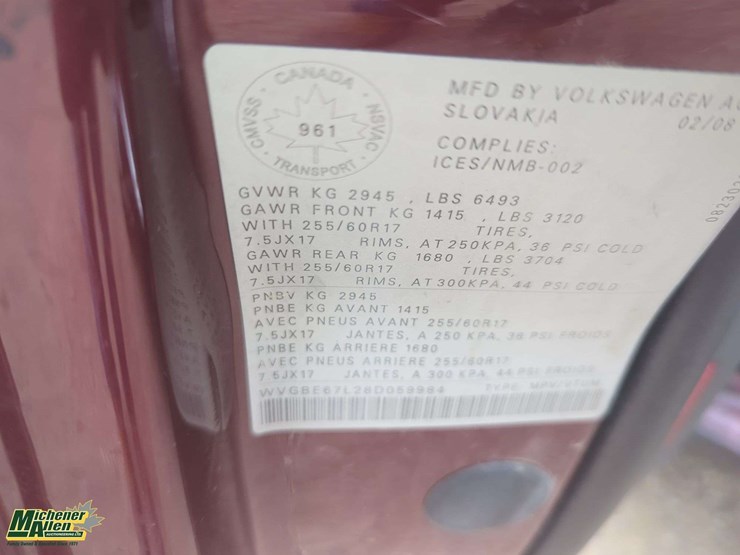 CANADA
CMVSS
NSVAC
961
TRANSPORT
MFD BY VOLKSWAGEN
SLOVAKIA
02/08
COMPLIES:
ICES/NMB-002
GVWR KG 2945 , LBS 6493
GAWR FRONT KG 1415 , LBS 3120
WITH 255/60R17 TIRES,
7.5JX17 RIMS, AT 250KPA, 36 PSI COLD
GAWR REAR KG 1680 , LBS 3704
WITH 255/60R17 TIRES,
7.5JX17 RIMS, AT 300KPA, 44 PSI COLD
PNBV KG 2945
PNBE KG AVANT 1415
AVEC PNEUS AVANT 255/60R17
7.5JX17 JANTES, A 250 KPA, 36 PSI FROIDS
PNBE KG ARRIERE 1680
AVEC PNEUS ARRIERE 255/60R17
7.5JX17 JANTES, A 300 KPA, 44 PSI FROIDS
TYPE: MPV/VTUM
Michener
Allen
AUCTIONEERING LTD.